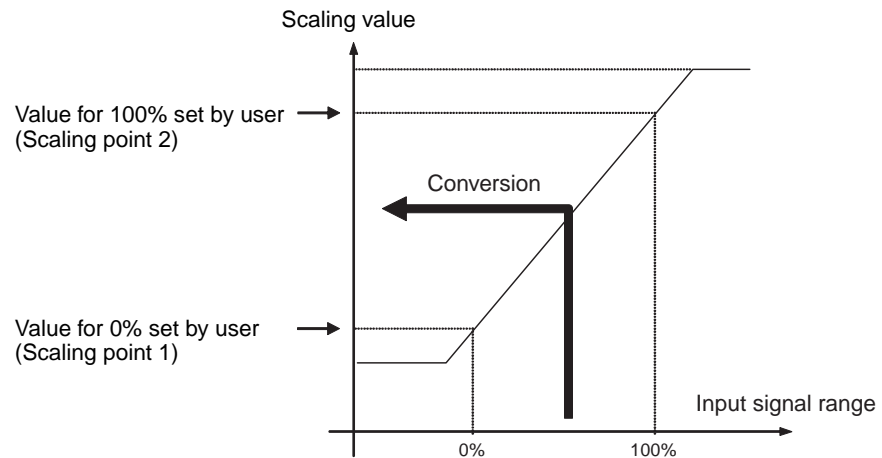 Scaling value
Value for 100% set by user
(Scaling point 2)
Conversion
Value for 0% set by user
(Scaling point 1)
Input signal range
0%
100%